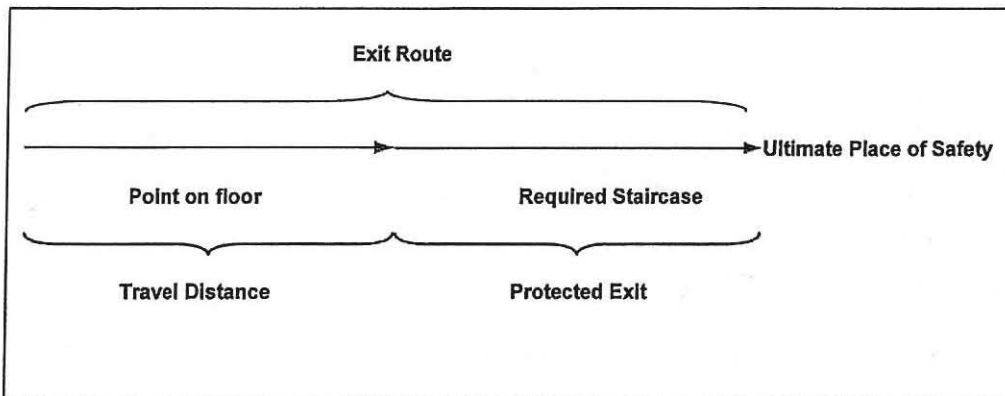 Exit Route
Ultimate Place of Safety
Point on floor
Required Staircase
Travel Distance
Protected Exit